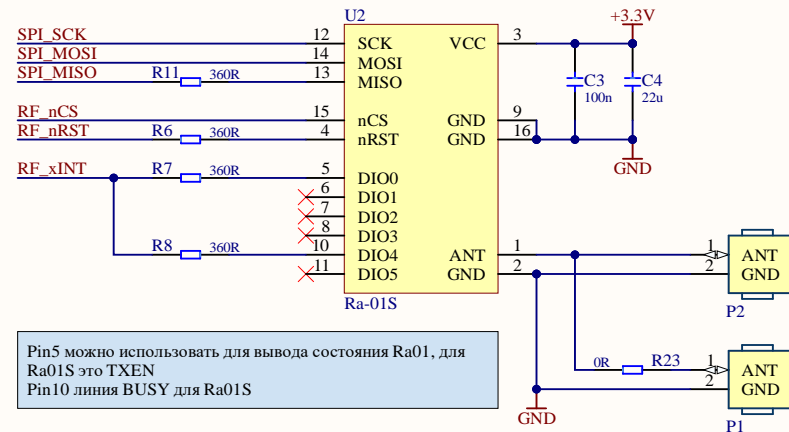 U2
+3.3V
SPI_SCK 12 SCK VCC 3
SPI_MOSI 14 MOSI
SPI_MISO R11 360R 13 MISO
C3 100n
C4 22u
RF_nCS 15 nCS GND 9
RF_nRST R6 360R 4 nRST GND 16
GND
RF_xINT R7 360R 5 DIO0
6 DIO1
7 DIO2
8 DIO3
R8 360R 10 DIO4 ANT 1
11 DIO5 GND 2
Ra-01S
1 ANT
2 GND
P2
Pin5 можно использовать для вывода состояния Ra01, для
Ra01S это TXEN
Pin10 линия BUSY для Ra01S
0R R23 1 ANT
2 GND
GND
P1